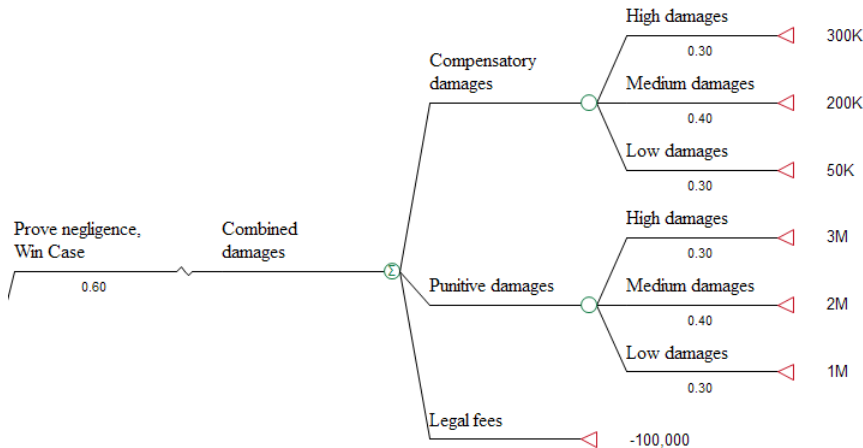 High damages
0.30
300K
Compensatory
damages
Medium damages
0.40
200K
Low damages
0.30
50K
Prove negligence,
Win Case
0.60
Combined
damages
Σ
High damages
0.30
3M
Punitive damages
Medium damages
0.40
2M
Low damages
0.30
1M
Legal fees
-100,000